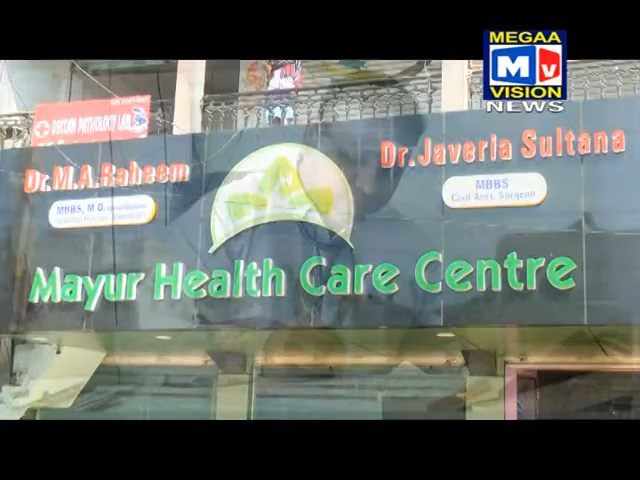 MEGAA
Mv
VISION
NEWS
DECCAN PATHOLOGY LAB
Dr.M.A.Raheem
MBBS, M.D.
Dr.Javeria Sultana
MBBS
Civil Asst. Surgeon
Mayur Health Care Centre